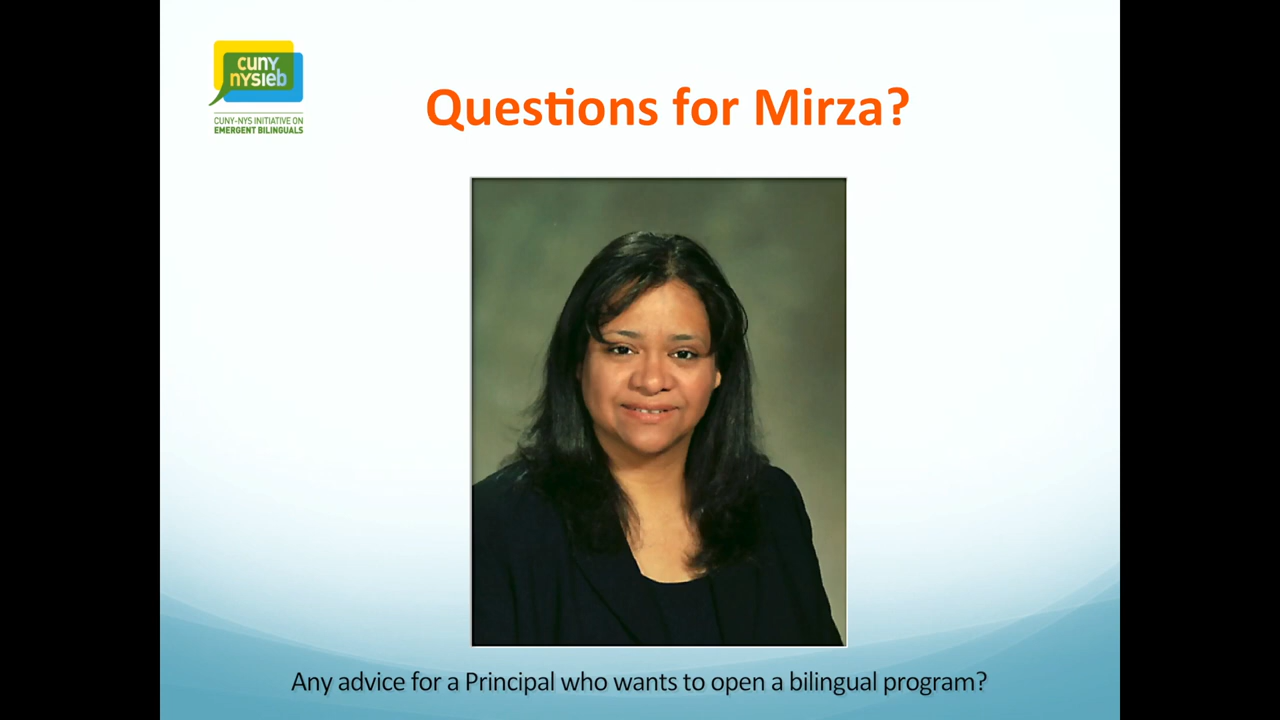 cuny
nysieb
CUNY-NYS INITIATIVE ON
EMERGENT BILINGUALS
Questions for Mirza?
Any advice for a Principal who wants to open a bilingual program?